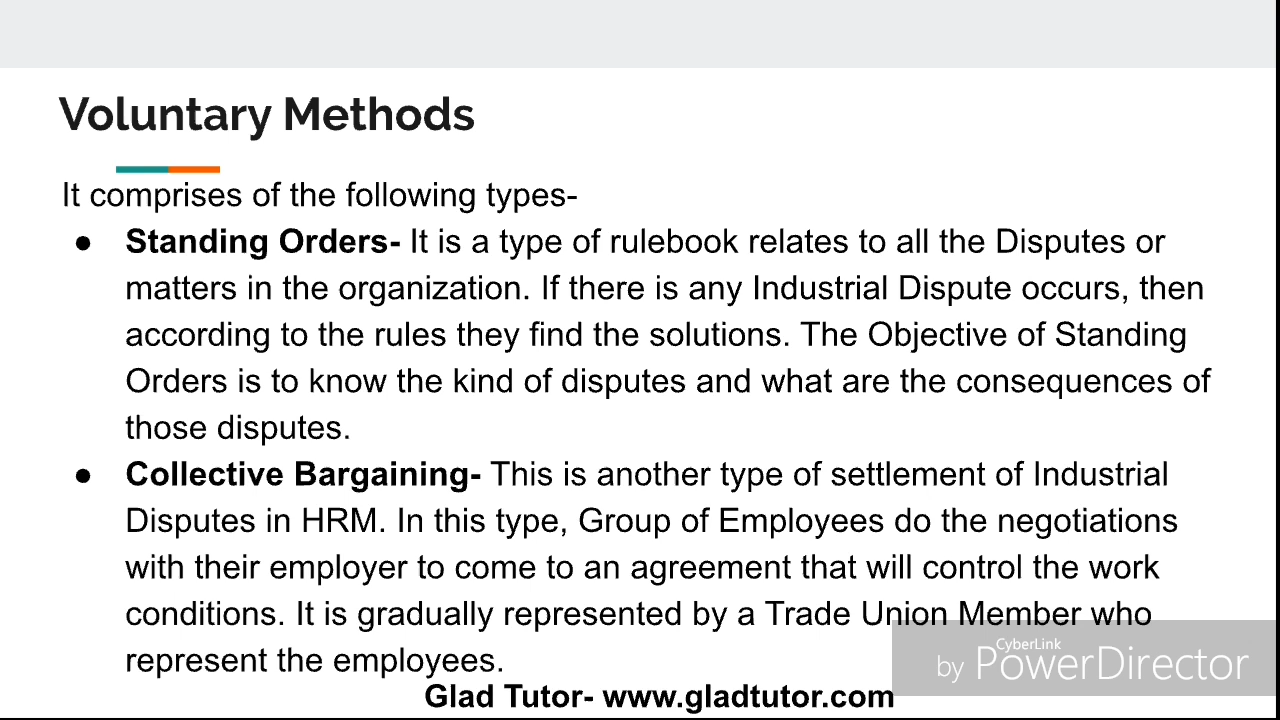 Voluntary Methods
It comprises of the following types-
● Standing Orders- It is a type of rulebook relates to all the Disputes or
matters in the organization. If there is any Industrial Dispute occurs, then
according to the rules they find the solutions. The Objective of Standing
Orders is to know the kind of disputes and what are the consequences of
those disputes.
● Collective Bargaining- This is another type of settlement of Industrial
Disputes in HRM. In this type, Group of Employees do the negotiations
with their employer to come to an agreement that will control the work
conditions. It is gradually represented by a Trade Union Member who
represent the employees.
CyberLink
by PowerDirector
Glad Tutor- www.gladtutor.com